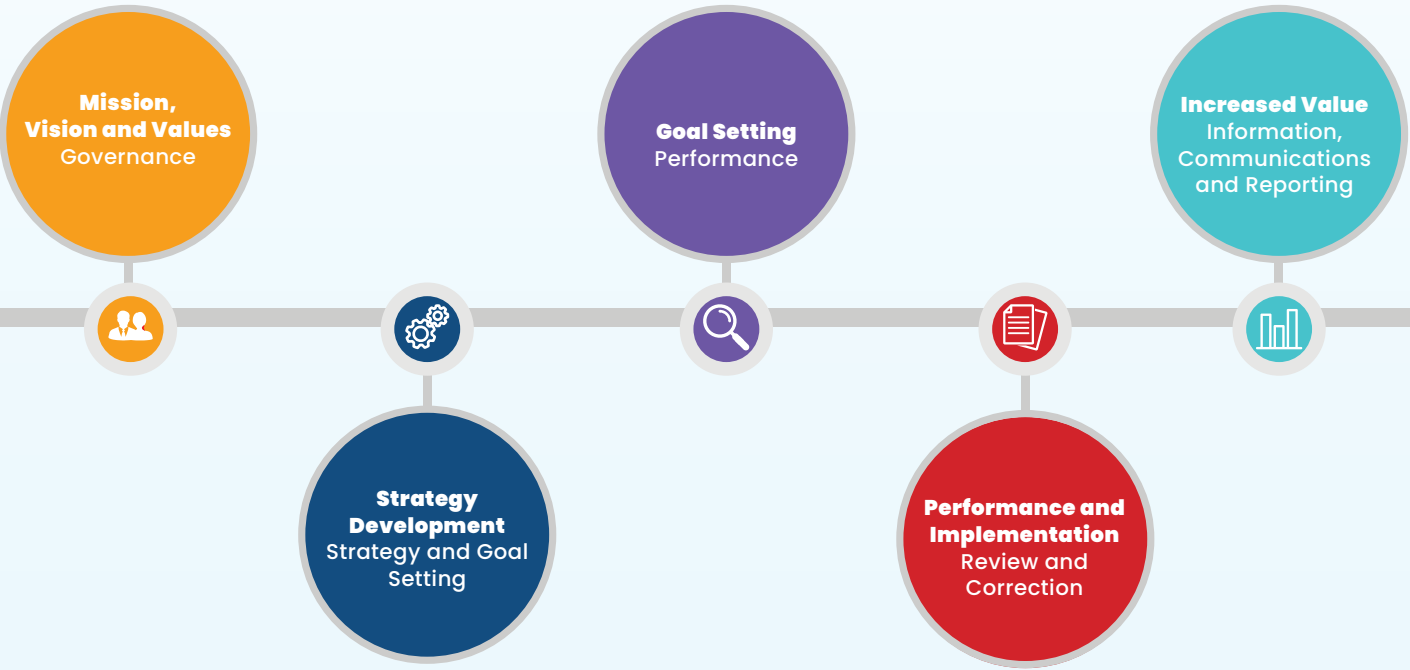 Mission,
Vision and Values
Governance
Strategy
Development
Strategy and Goal
Setting
Goal Setting
Performance
Performance and
Implementation
Review and
Correction
Increased Value
Information,
Communications
and Reporting